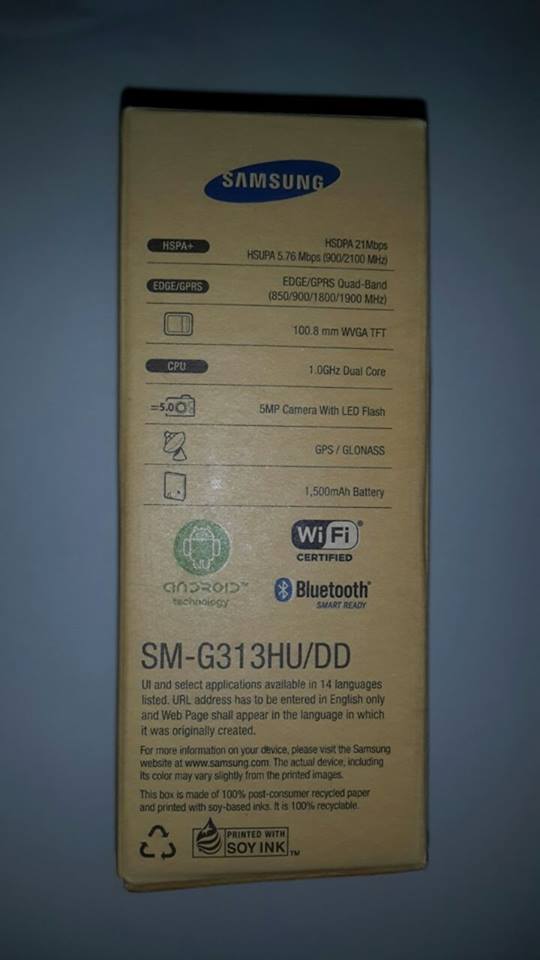 SAMSUNG
HSPA+
HSDPA 21Mbps
HSUPA 5.76 Mbps (900/2100 MHz)
EDGE/GPRS
EDGE/GPRS Quad-Band
(850/900/1800/1900 MHz)
100.8 mm WVGA TFT
CPU
1.0GHz Dual Core
=5.0
5MP Camera With LED Flash
GPS / GLONASS
1,500mAh Battery
ANDROID™
technology
Wi Fi®
CERTIFIED
Bluetooth®
SMART READY
SM-G313HU/DD
UI and select applications available in 14 languages
listed. URL address has to be entered in English only
and Web Page shall appear in the language in which
it was originally created.
For more information on your device, please visit the Samsung
website at www.samsung.com. The actual device, including
its color may vary slightly from the printed images.
This box is made of 100% post-consumer recycled paper
and printed with soy-based inks. It is 100% recyclable.
PRINTED WITH
SOY INK™